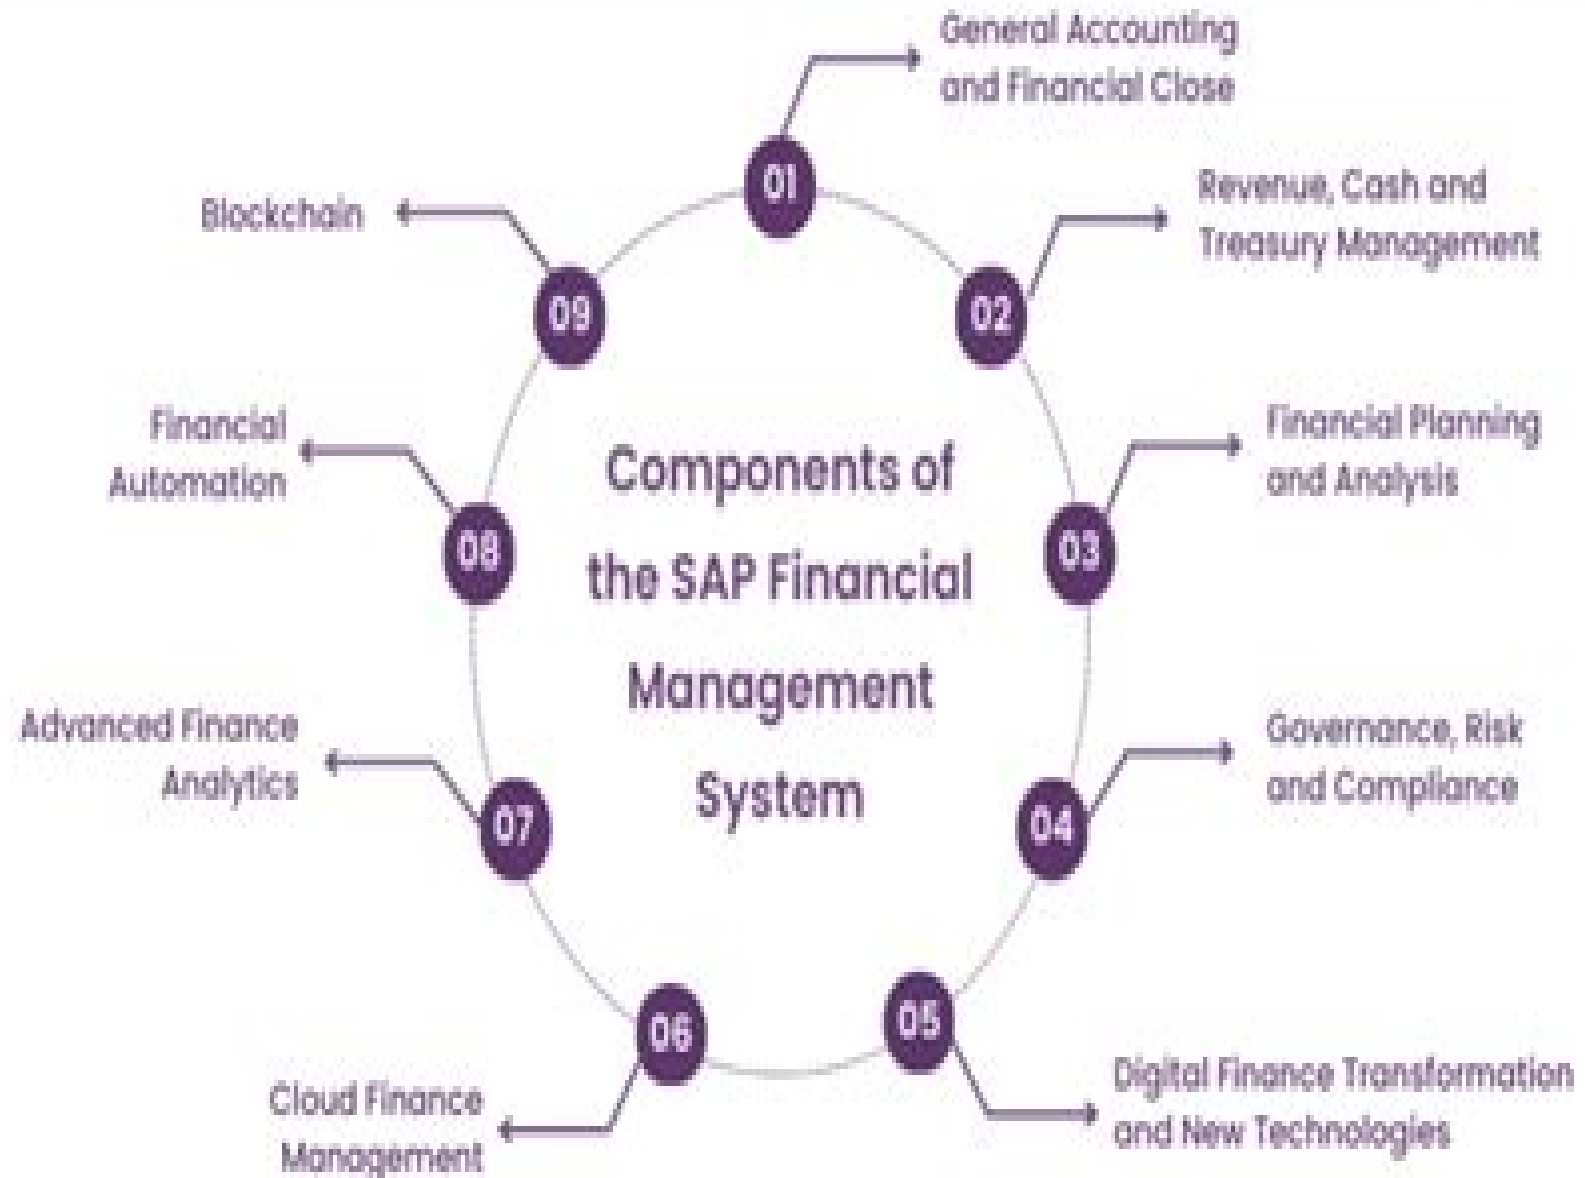 General Accounting
and Financial Close
01
Revenue, Cash and
Treasury Management
02
Financial Planning
and Analysis
03
Governance, Risk
and Compliance
04
Digital Finance Transformation
and New Technologies
05
Cloud Finance
Management
06
Advanced Finance
Analytics
07
Financial
Automation
08
Blockchain
09
Components of
the SAP Financial
Management
System